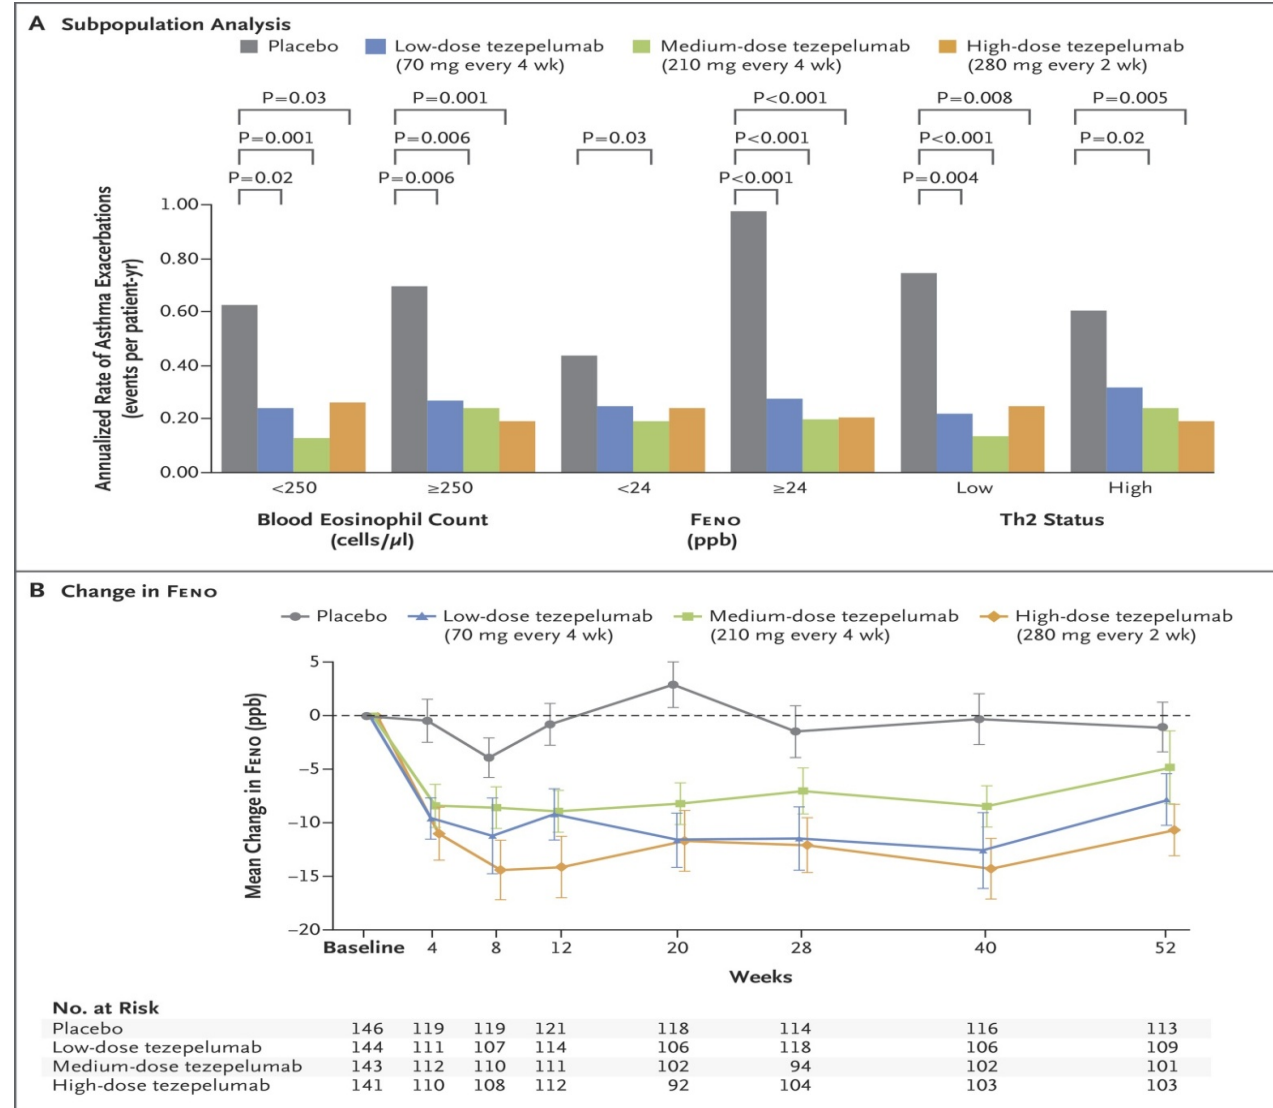 A Subpopulation Analysis
Placebo
Low-dose tezepelumab
(70 mg every 4 wk)
Medium-dose tezepelumab
(210 mg every 4 wk)
High-dose tezepelumab
(280 mg every 2 wk)
P=0.03
P=0.001
P=0.02
P=0.001
P=0.006
P=0.006
P=0.03
P<0.001
P<0.001
P<0.001
P=0.008
P<0.001
P=0.004
P=0.005
P=0.02
Annualized Rate of Asthma Exacerbations
(events per patient-yr)
1.00
0.80
0.60
0.40
0.20
0.00
<250
≥250
<24
≥24
Low
High
Blood Eosinophil Count
(cells/μl)
FENO
(ppb)
Th2 Status
B Change in FENO
Placebo
Low-dose tezepelumab
(70 mg every 4 wk)
Medium-dose tezepelumab
(210 mg every 4 wk)
High-dose tezepelumab
(280 mg every 2 wk)
Mean Change in FENO (ppb)
5
0
−5
−10
−15
−20
Baseline 4 8 12 20 28 40 52
Weeks
No. at Risk
Placebo 146 119 119 121 118 114 116 113
Low-dose tezepelumab 144 111 107 114 106 118 106 109
Medium-dose tezepelumab 143 112 110 111 102 94 102 101
High-dose tezepelumab 141 110 108 112 92 104 103 103